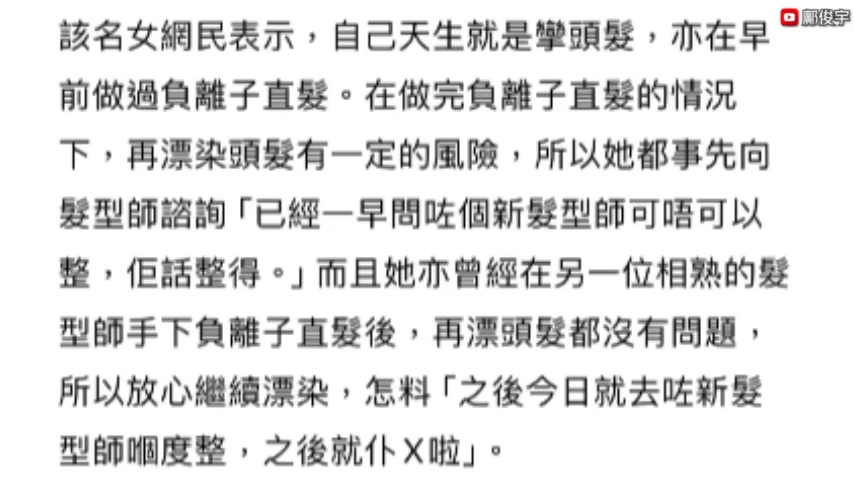 鄺俊宇
該名女網民表示，自己天生就是攣頭髮，亦在早
前做過負離子直髮。在做完負離子直髮的情況
下，再漂染頭髮有一定的風險，所以她都事先向
髮型師諮詢「已經一早問咗個新髮型師可唔可以
整，佢話整得。」而且她亦曾經在另一位相熟的髮
型師手下負離子直髮後，再漂頭髮都沒有問題，
所以放心繼續漂染，怎料「之後今日就去咗新髮
型師嗰度整，之後就仆X啦」。